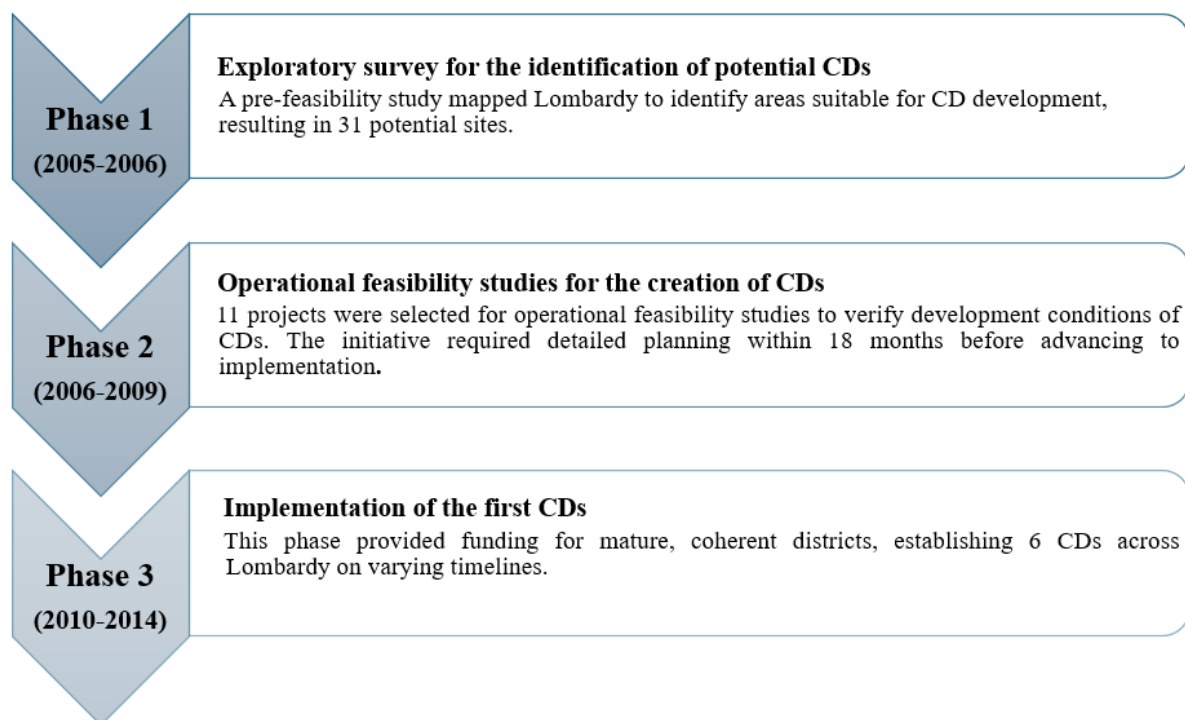 Phase 1
(2005-2006)
Exploratory survey for the identification of potential CDs
A pre-feasibility study mapped Lombardy to identify areas suitable for CD development,
resulting in 31 potential sites.
Phase 2
(2006-2009)
Operational feasibility studies for the creation of CDs
11 projects were selected for operational feasibility studies to verify development conditions of
CDs. The initiative required detailed planning within 18 months before advancing to
implementation.
Phase 3
(2010-2014)
Implementation of the first CDs
This phase provided funding for mature, coherent districts, establishing 6 CDs across
Lombardy on varying timelines.